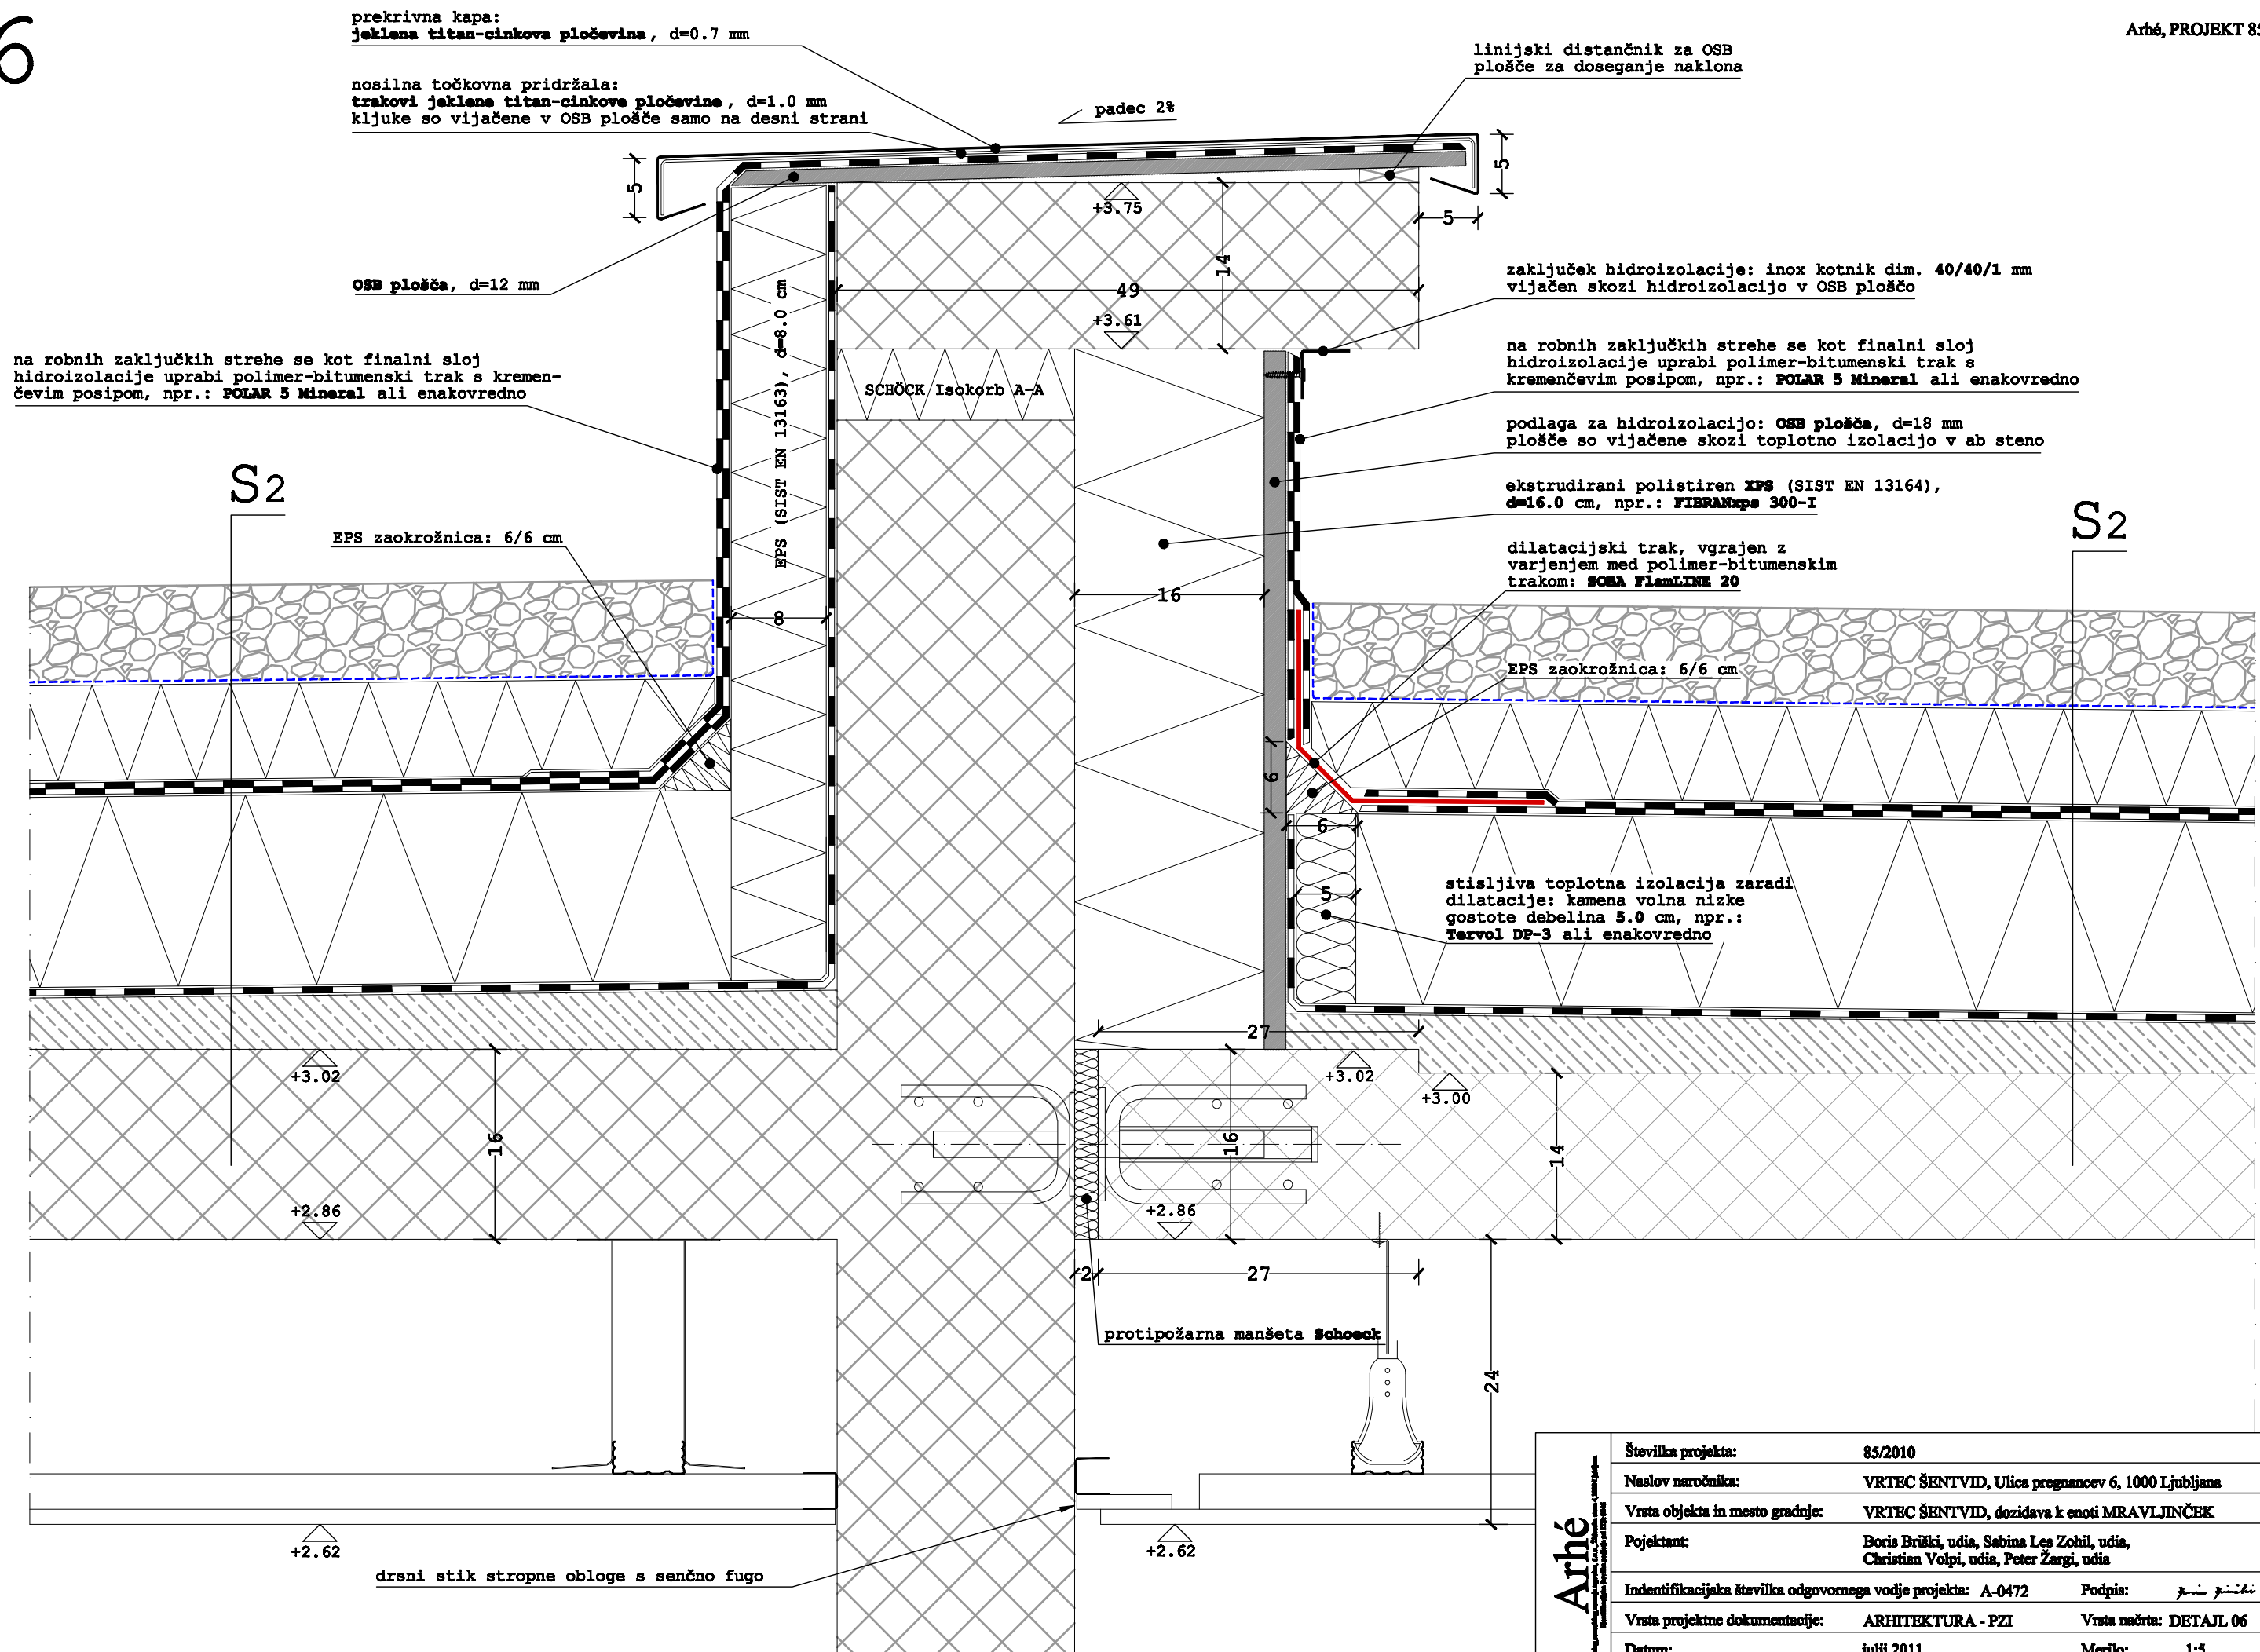 6
Arhé, PROJEKT 85
prekrivna kapa:
jeklena titan-cinkova pločevina, d=0.7 mm
nosilna točkovna pridržala:
trakovi jeklene titan-cinkove pločevine, d=1.0 mm
kljuke so vijačene v OSB plošče samo na desni strani
padec 2%
linijski distančnik za OSB
plošče za doseganje naklona
5
5
5
+3.75
14
49
+3.61
OSB plošča, d=12 mm
EPS (SIST EN 13163), d=8.0 cm
SCHÖCK Isokorb A-A
zaključek hidroizolacije: inox kotnik dim. 40/40/1 mm
vijačen skozi hidroizolacijo v OSB ploščo
na robnih zaključkih strehe se kot finalni sloj
hidroizolacije uprabi polimer-bitumenski trak s kremen-
čevim posipom, npr.: POLAR 5 Mineral ali enakovredno
na robnih zaključkih strehe se kot finalni sloj
hidroizolacije uprabi polimer-bitumenski trak s
kremenčevim posipom, npr.: POLAR 5 Mineral ali enakovredno
podlaga za hidroizolacijo: OSB plošča, d=18 mm
plošče so vijačene skozi toplotno izolacijo v ab steno
ekstrudirani polistiren XPS (SIST EN 13164),
d=16.0 cm, npr.: FIBRANxps 300-I
S2
S2
EPS zaokrožnica: 6/6 cm
dilatacijski trak, vgrajen z
varjenjem med polimer-bitumenskim
trakom: SOBA FlamLINE 20
16
8
EPS zaokrožnica: 6/6 cm
6
6
5
stisljiva toplotna izolacija zaradi
dilatacije: kamena volna nizke
gostote debelina 5.0 cm, npr.:
Tervol DP-3 ali enakovredno
27
+3.02
+3.02
+3.00
16
16
14
+2.86
+2.86
2
27
protipožarna manšeta Schoeck
24
+2.62
+2.62
drsni stik stropne obloge s senčno fugo
Arhé
Številka projekta: 85/2010
Naslov naročnika: VRTEC ŠENTVID, Ulica pregnancev 6, 1000 Ljubljana
Vrsta objekta in mesto gradnje: VRTEC ŠENTVID, dozidava k enoti MRAVLJINČEK
Pojektant: Boris Briški, udia, Sabina Les Zohil, udia,
Christian Volpi, udia, Peter Žargi, udia
Indentifikacijska številka odgovornega vodje projekta: A-0472 Podpis:
Vrsta projektne dokumentacije: ARHITEKTURA - PZI Vrsta načrta: DETAJL 06
Datum: julij 2011 Merilo: 1:5